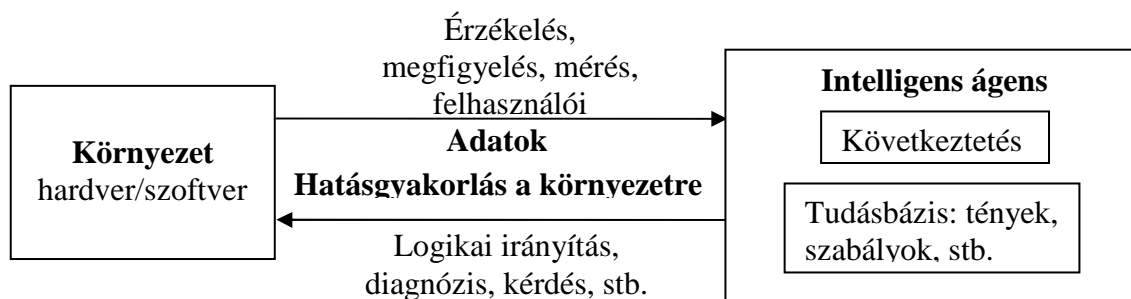 Környezet
hardver/szoftver
Érzékelés,
megfigyelés, mérés,
felhasználói
Adatok
Hatásgyakorlás a környezetre
Logikai irányítás,
diagnózis, kérdés, stb.
Intelligens ágens
Következtetés
Tudásbázis: tények,
szabályok, stb.